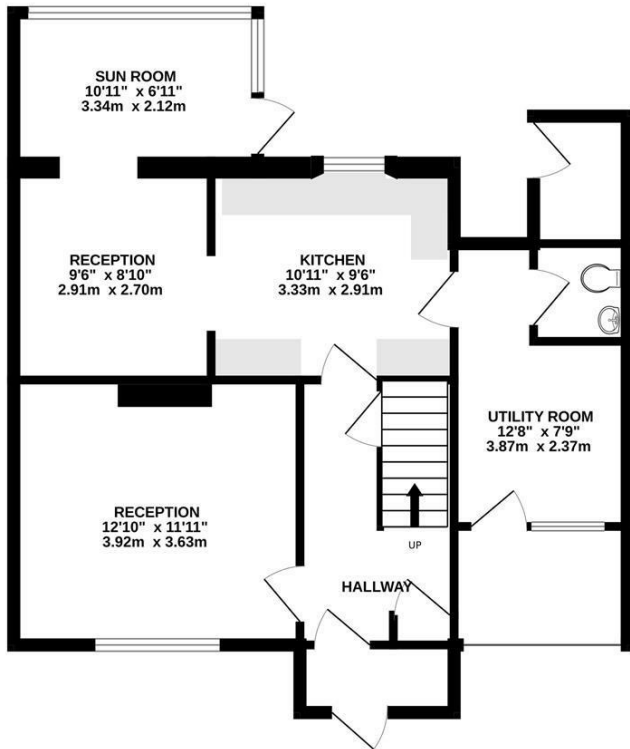 SUN ROOM
10'11" x 6'11"
3.34m x 2.12m
RECEPTION
9'6" x 8'10"
2.91m x 2.70m
KITCHEN
10'11" x 9'6"
3.33m x 2.91m
UTILITY ROOM
12'8" x 7'9"
3.87m x 2.37m
RECEPTION
12'10" x 11'11"
3.92m x 3.63m
UP
HALLWAY